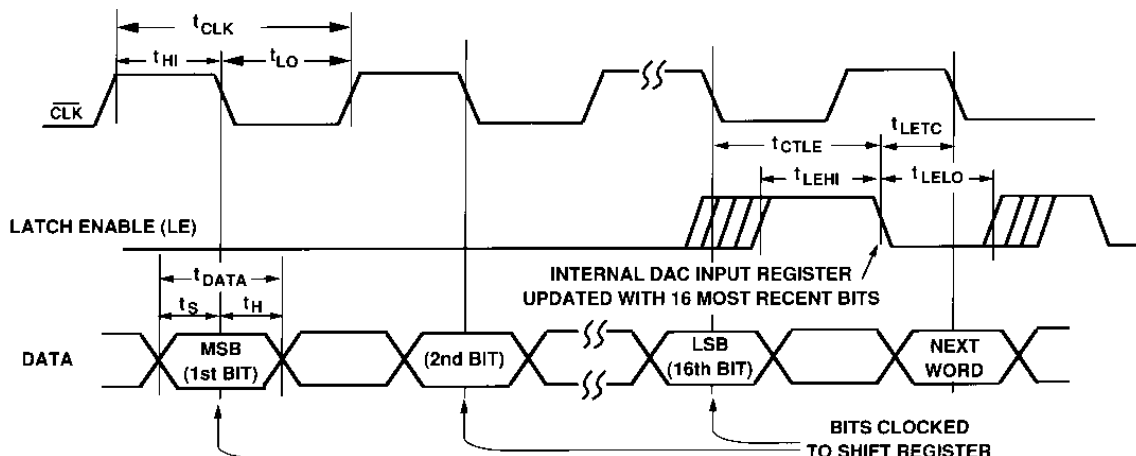 tCLK
tHI
tLO
CLK
tCTLE
tLETC
tLEHI
tLELO
LATCH ENABLE (LE)
tDATA
INTERNAL DAC INPUT REGISTER
UPDATED WITH 16 MOST RECENT BITS
tS
tH
DATA
MSB
(1st BIT)
(2nd BIT)
LSB
(16th BIT)
NEXT
WORD
BITS CLOCKED
TO SHIFT REGISTER